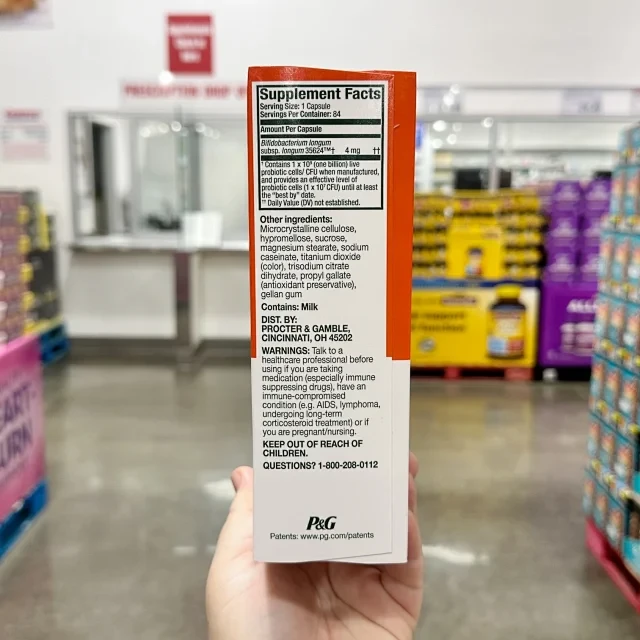 Supplement Facts
Serving Size: 1 Capsule
Servings Per Container: 84
Amount Per Capsule
Bifidobacterium longum
subsp. longum 35624™† 4 mg ††
† Contains 1 x 10⁹ (one billion) live
probiotic cells/ CFU when manufactured,
and provides an effective level of
probiotic cells (1 x 10⁷ CFU) until at least
the "best by" date.
†† Daily Value (DV) not established.
Other ingredients:
Microcrystalline cellulose,
hypromellose, sucrose,
magnesium stearate, sodium
caseinate, titanium dioxide
(color), trisodium citrate
dihydrate, propyl gallate
(antioxidant preservative),
gellan gum
Contains: Milk
DIST. BY:
PROCTER & GAMBLE,
CINCINNATI, OH 45202
WARNINGS: Talk to a
healthcare professional before
using if you are taking
medication (especially immune
suppressing drugs), have an
immune-compromised
condition (e.g. AIDS, lymphoma,
undergoing long-term
corticosteroid treatment) or if
you are pregnant/nursing.
KEEP OUT OF REACH OF
CHILDREN.
QUESTIONS? 1-800-208-0112
P&G
Patents: www.pg.com/patents